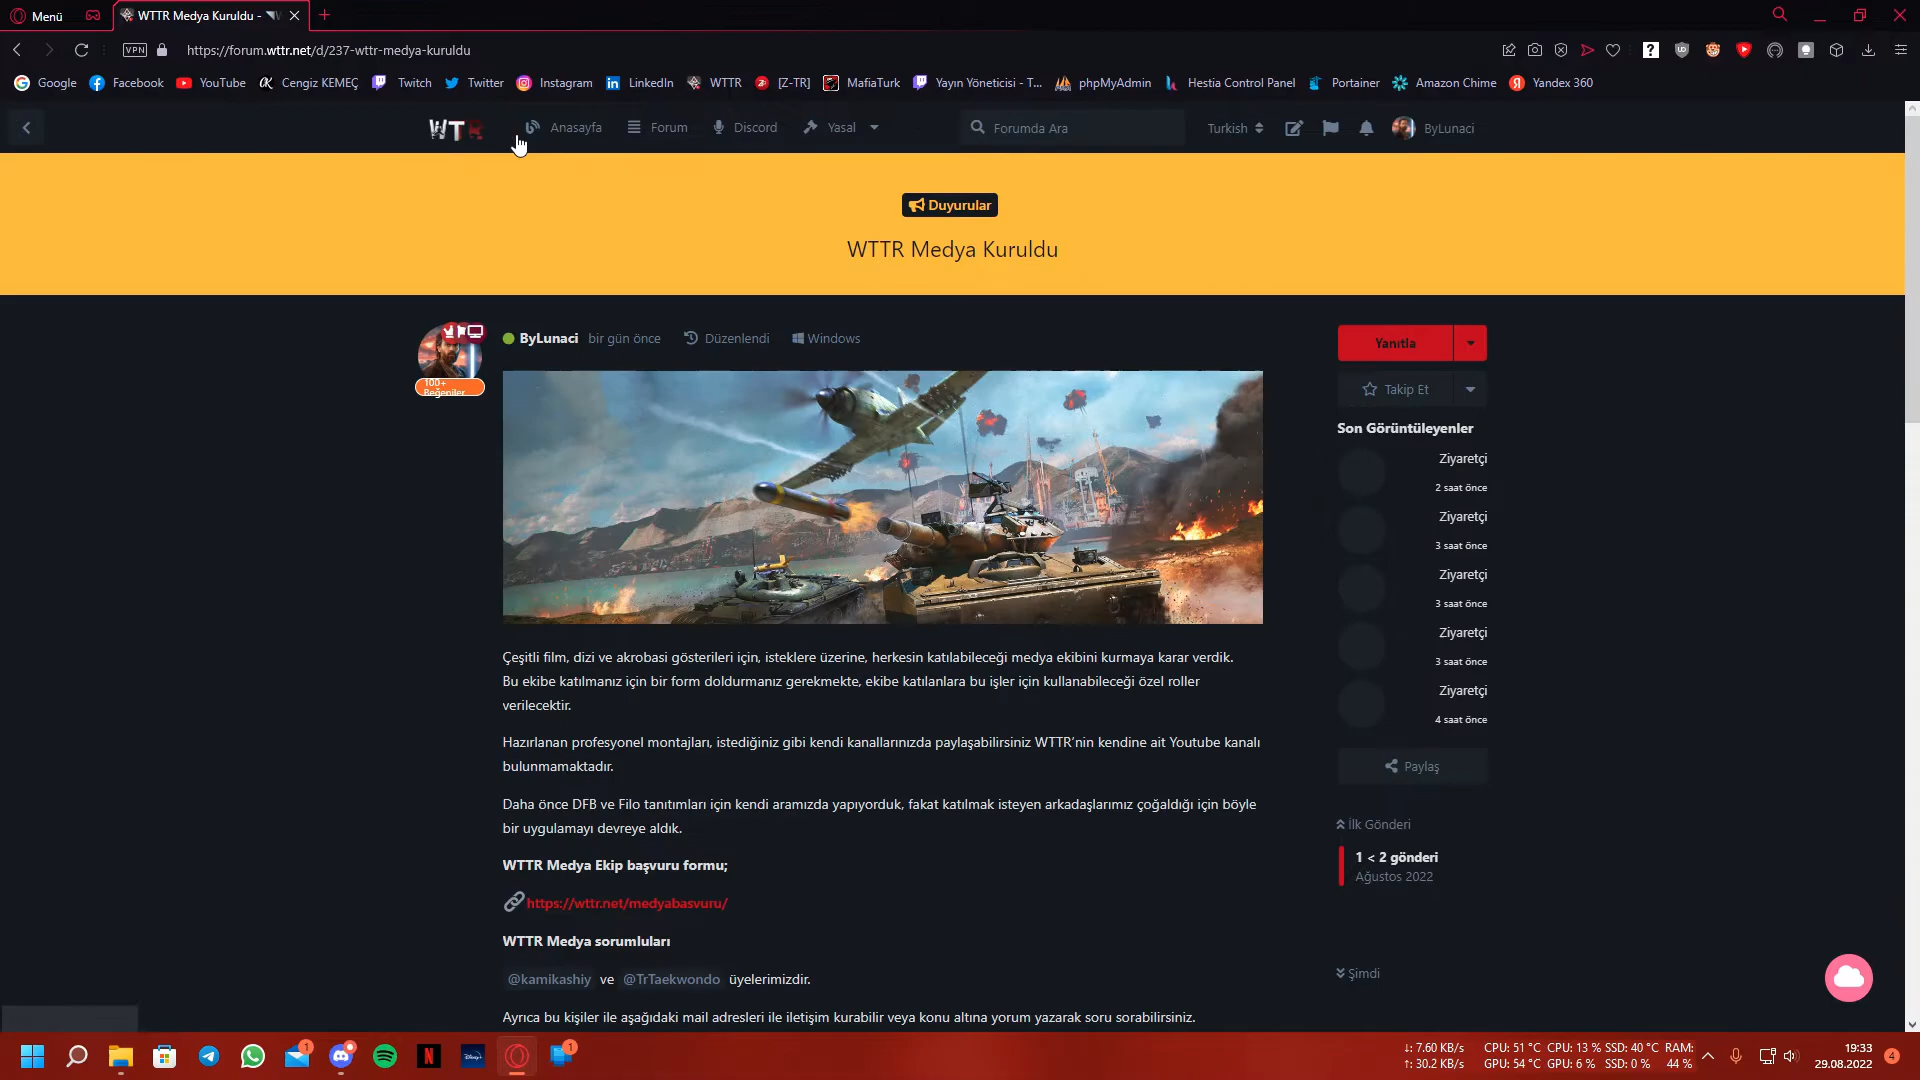 Menü
WTTR Medya Kuruldu -
VPN
https://forum.wttr.net/d/237-wttr-medya-kuruldu
Google
Facebook
YouTube
Cengiz KEMEÇ
Twitch
Twitter
Instagram
LinkedIn
WTTR
[Z-TR]
MafiaTurk
Yayın Yöneticisi - T...
phpMyAdmin
Hestia Control Panel
Portainer
Amazon Chime
Yandex 360
WTTR
Anasayfa
Forum
Discord
Yasal
Forumda Ara
Turkish
ByLunaci
Duyurular
WTTR Medya Kuruldu
ByLunaci bir gün önce Düzenlendi Windows
100+
Beğeniler
Çeşitli film, dizi ve akrobasi gösterileri için, isteklere üzerine, herkesin katılabileceği medya ekibini kurmaya karar verdik.
Bu ekibe katılmanız için bir form doldurmanız gerekmekte, ekibe katılanlara bu işler için kullanabileceği özel roller
verilecektir.
Hazırlanan profesyonel montajları, istediğiniz gibi kendi kanallarınızda paylaşabilirsiniz WTTR’nin kendine ait Youtube kanalı
bulunmamaktadır.
Daha önce DFB ve Filo tanıtımları için kendi aramızda yapıyorduk, fakat katılmak isteyen arkadaşlarımız çoğaldığı için böyle
bir uygulamayı devreye aldık.
WTTR Medya Ekip başvuru formu;
https://wttr.net/medyabasvuru/
WTTR Medya sorumluları
@kamikashiy ve @TrTaekwondo üyelerimizdir.
Ayrıca bu kişiler ile aşağıdaki mail adresleri ile iletişim kurabilir veya konu altına yorum yazarak soru sorabilirsiniz.
Yanıtla
Takip Et
Son Görüntüleyenler
Ziyaretçi
2 saat önce
Ziyaretçi
3 saat önce
Ziyaretçi
3 saat önce
Ziyaretçi
3 saat önce
Ziyaretçi
4 saat önce
Paylaş
İlk Gönderi
1 < 2 gönderi
Ağustos 2022
Şimdi
1
1
↓: 7.60 KB/s CPU: 51 °C CPU: 13 % SSD: 40 °C RAM:
↑: 30.2 KB/s GPU: 54 °C GPU: 6 % SSD: 0 % 44 %
19:33
29.08.2022
4